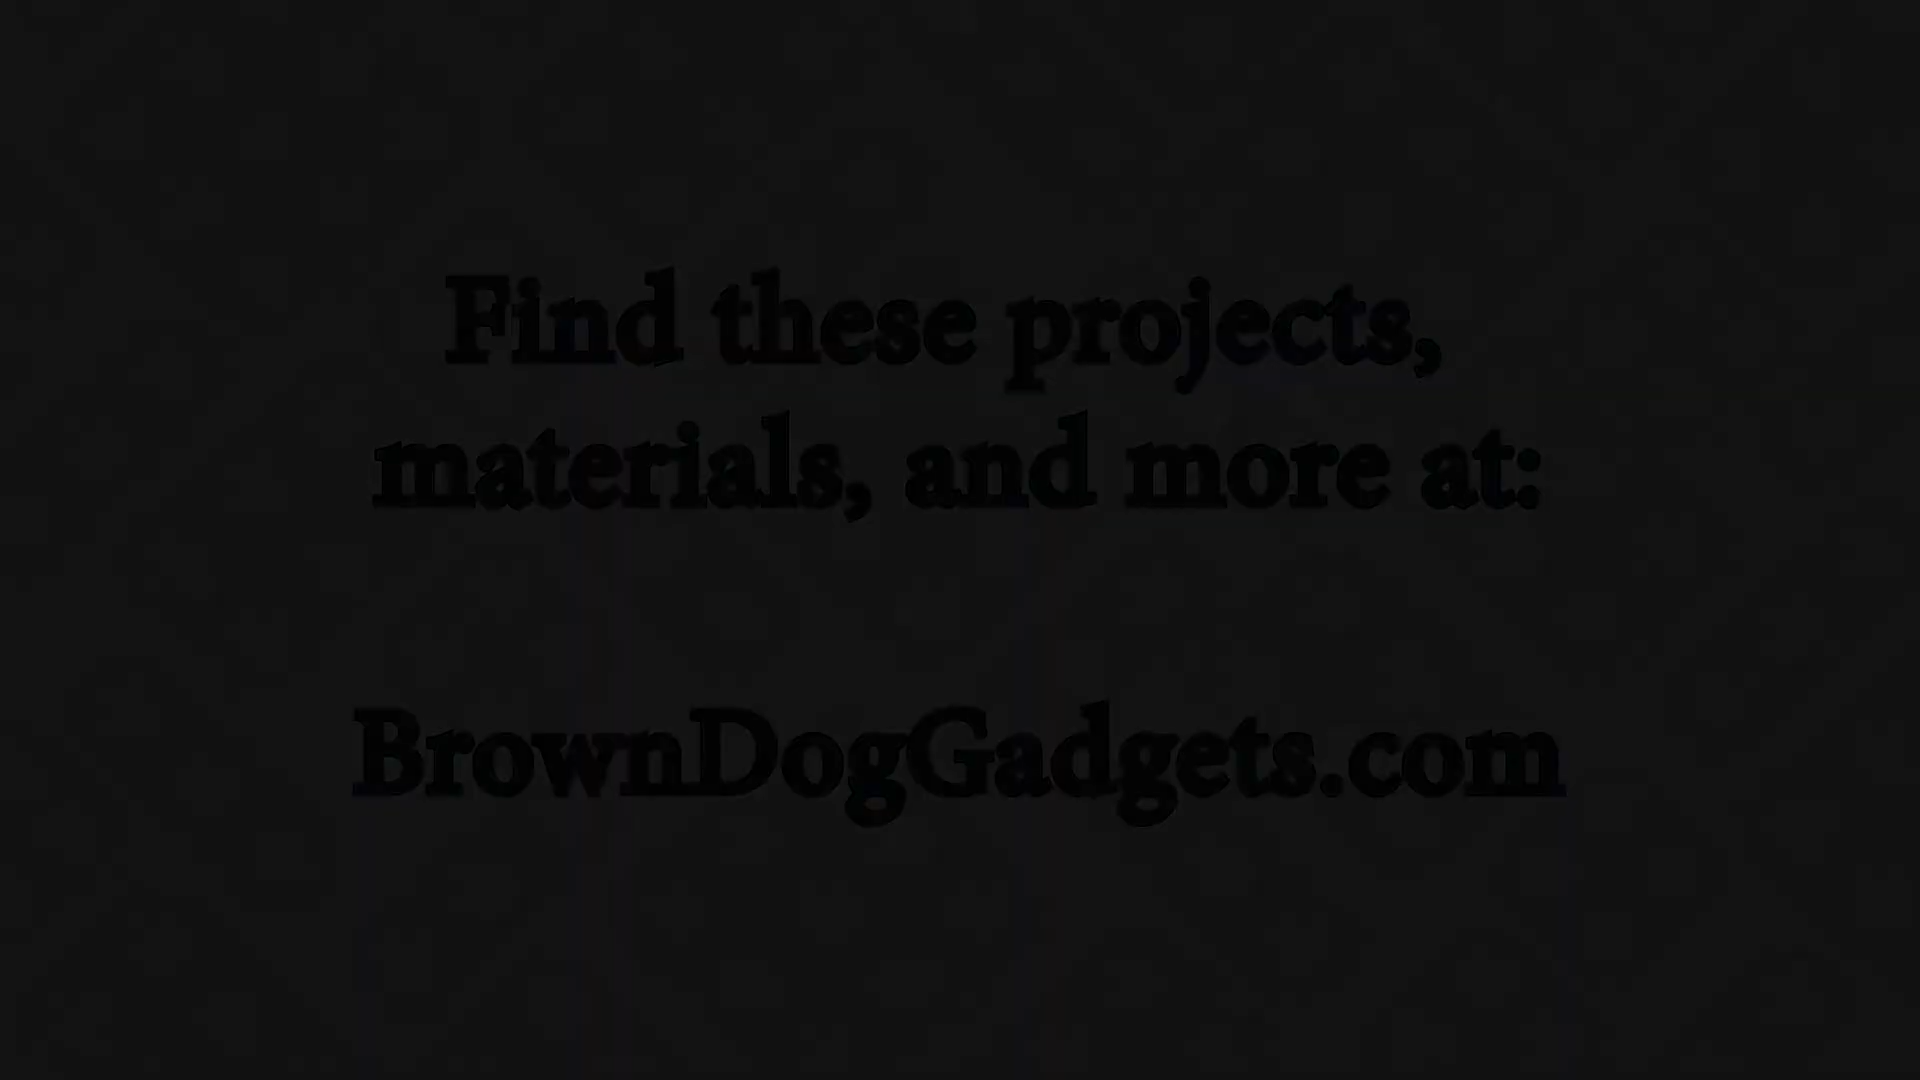 Find these projects,
materials, and more at:
BrownDogGadgets.com